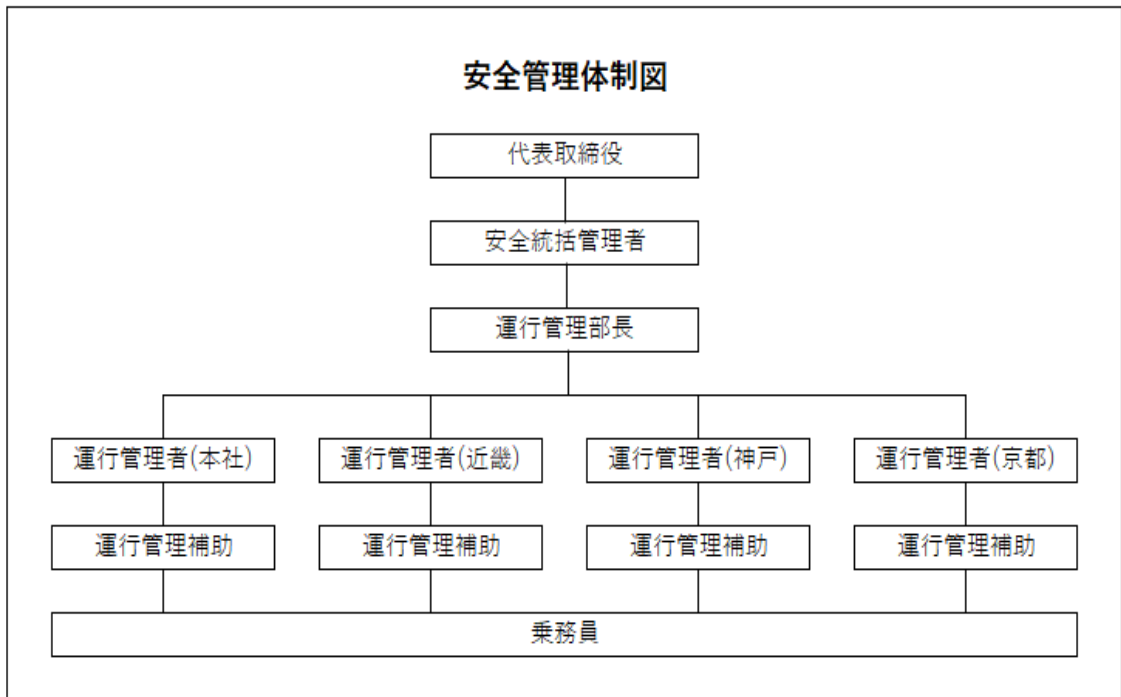 安全管理体制図
代表取締役
安全統括管理者
運行管理部長
運行管理者(本社)
運行管理者(近畿)
運行管理者(神戸)
運行管理者(京都)
運行管理補助
運行管理補助
運行管理補助
運行管理補助
乗務員